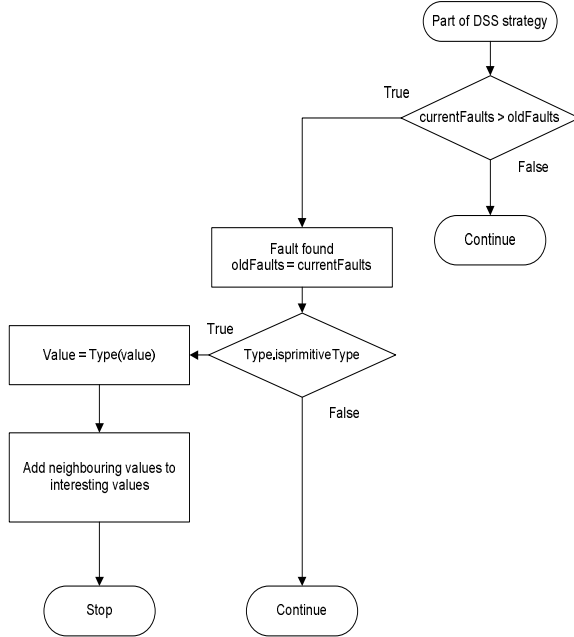 Part of DSS strategy
True
currentFaults > oldFaults
False
Continue
Fault found
oldFaults = currentFaults
True
Value = Type(value)
Type.isprimitiveType
False
Add neighbouring values to
interesting values
Stop
Continue